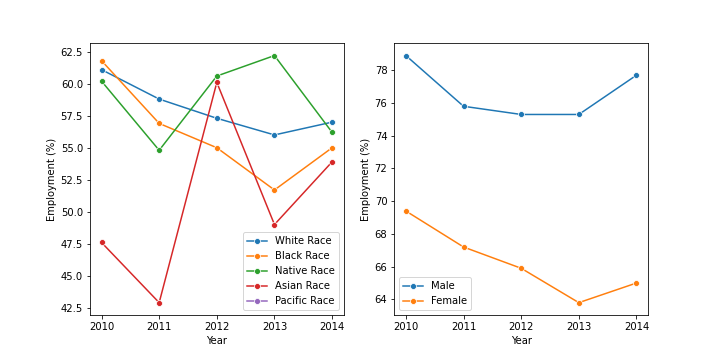 62.5
60.0
57.5
55.0
52.5
50.0
47.5
45.0
42.5
Employment (%)
2010 2011 2012 2013 2014
Year
White Race
Black Race
Native Race
Asian Race
Pacific Race
78
76
74
72
70
68
66
64
Employment (%)
2010 2011 2012 2013 2014
Year
Male
Female